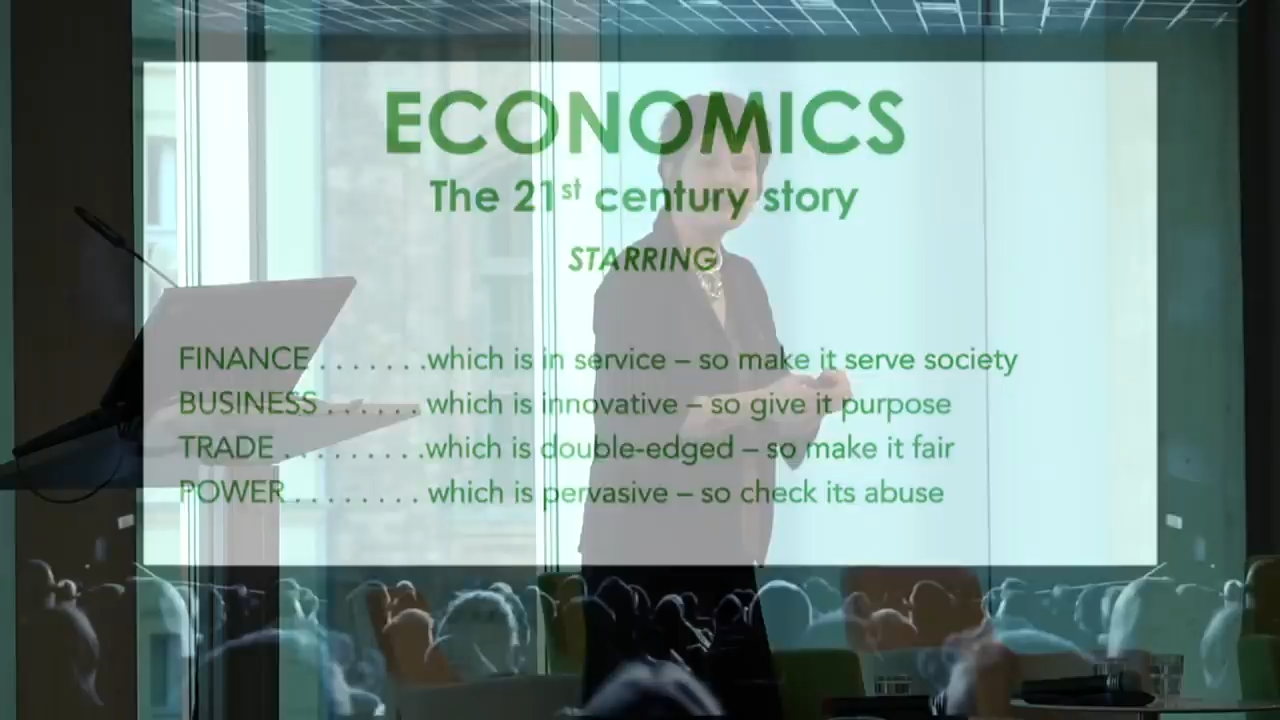 ECONOMICS
The 21st century story
STARRING
FINANCE . . . . . . .which is in service – so make it serve society
BUSINESS . . . . . . which is innovative – so give it purpose
TRADE . . . . . . . . .which is double-edged – so make it fair
POWER . . . . . . . . which is pervasive – so check its abuse